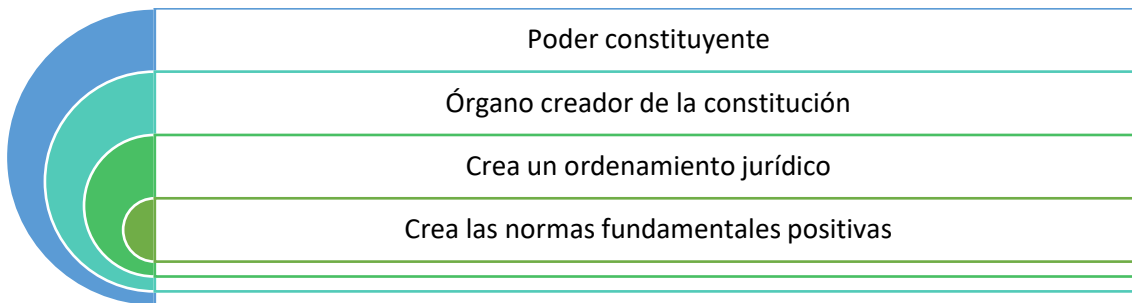 Poder constituyente
Órgano creador de la constitución
Crea un ordenamiento jurídico
Crea las normas fundamentales positivas